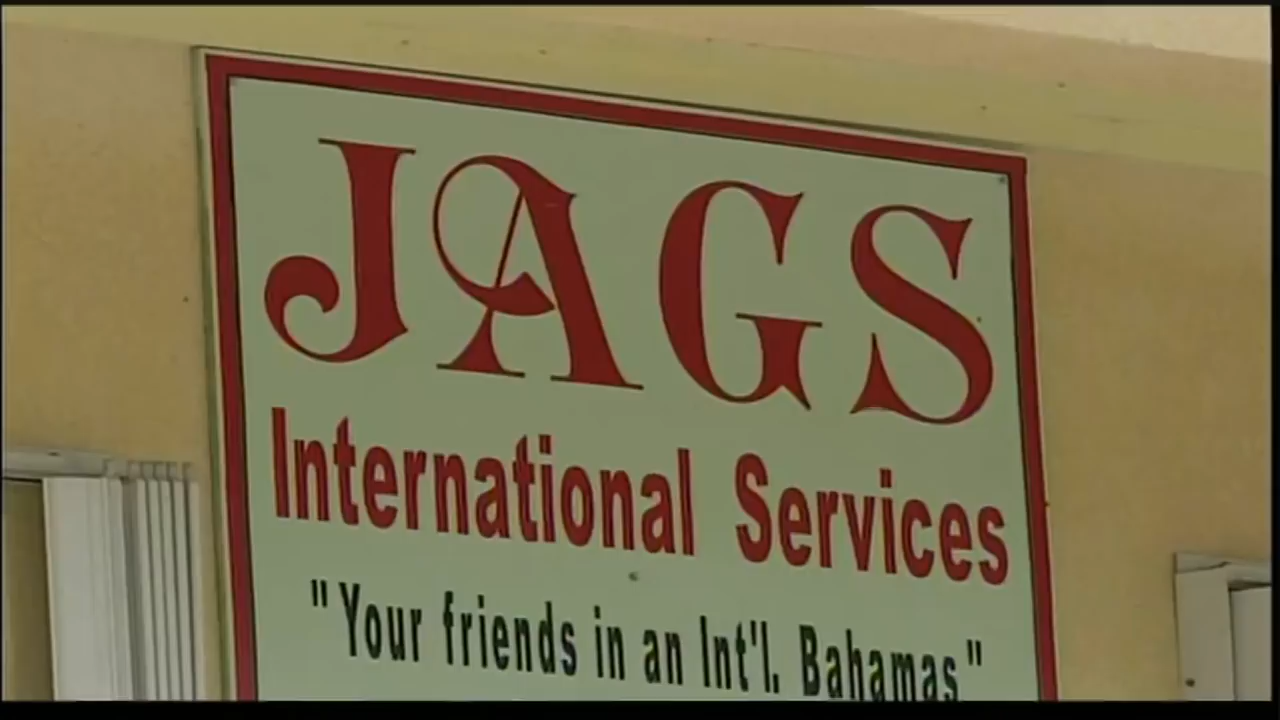 JAGS
International Services
"Your friends in an Int'l. Bahamas"